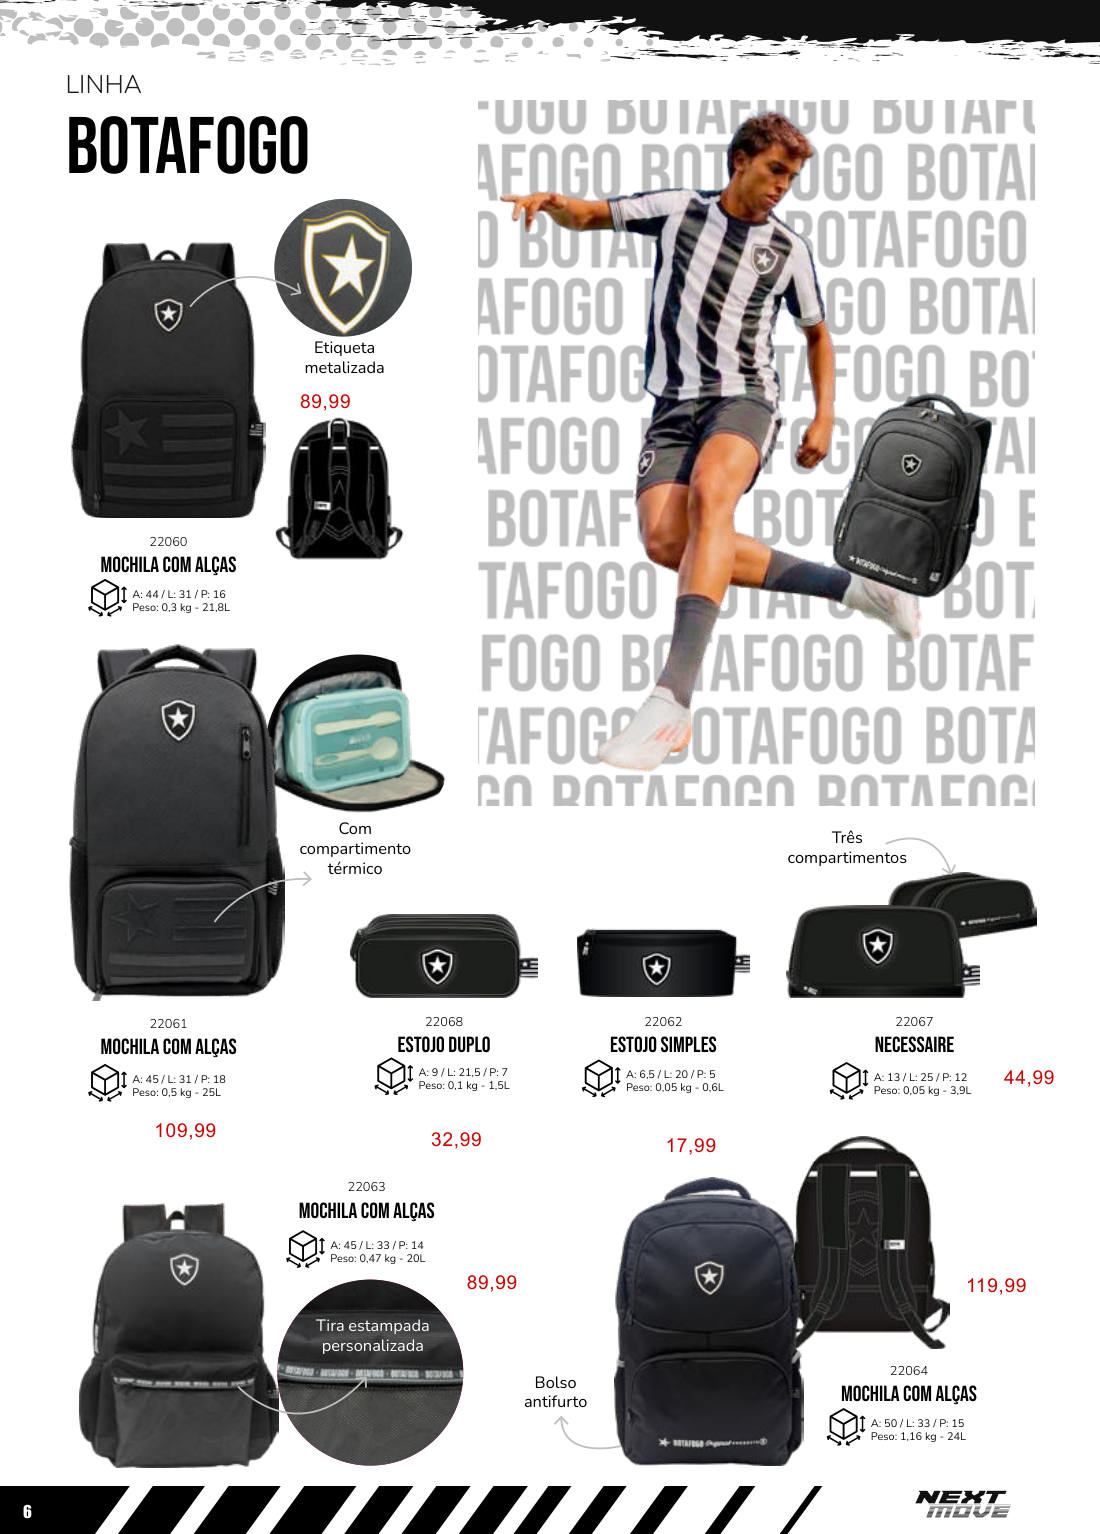 LINHA
BOTAFOGO
Etiqueta
metalizada
89,99
22060
MOCHILA COM ALÇAS
A: 44 / L: 31 / P: 16
Peso: 0,3 kg - 21,8L
Com
compartimento
térmico
22061
MOCHILA COM ALÇAS
A: 45 / L: 31 / P: 18
Peso: 0,5 kg - 25L
109,99
22068
ESTOJO DUPLO
A: 9 / L: 21,5 / P: 7
Peso: 0,1 kg - 1,5L
32,99
22062
ESTOJO SIMPLES
A: 6,5 / L: 20 / P: 5
Peso: 0,05 kg - 0,6L
17,99
Três
compartimentos
22067
NECESSAIRE
A: 13 / L: 25 / P: 12
Peso: 0,05 kg - 3,9L
44,99
22063
MOCHILA COM ALÇAS
A: 45 / L: 33 / P: 14
Peso: 0,47 kg - 20L
89,99
Tira estampada
personalizada
Bolso
antifurto
BOTAFOGO Original
119,99
22064
MOCHILA COM ALÇAS
A: 50 / L: 33 / P: 15
Peso: 1,16 kg - 24L
6
NEXT
MOVE